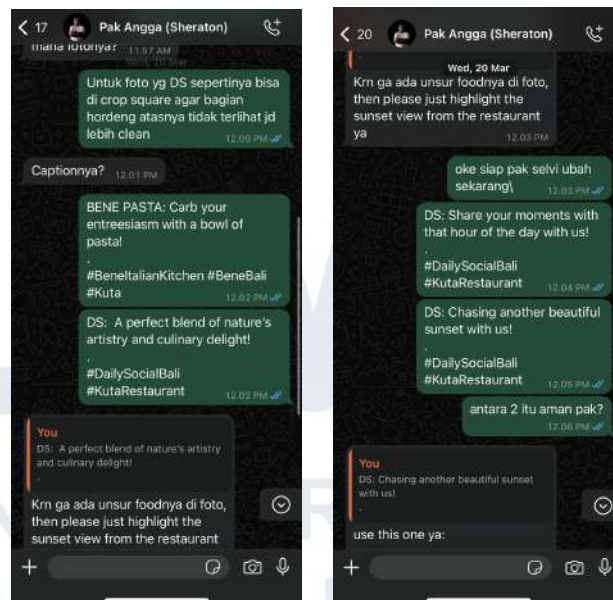 17
Pak Angga (Sheraton)
mana fotonya? 11.57 AM
Wed, 20 Mar
Untuk foto yg DS sepertinya bisa
di crop square agar bagian
hordeng atasnya tidak terlihat jd
lebih clean 12.00 PM
Captionnya? 12.01 PM
BENE PASTA: Carb your
entreesiasm with a bowl of
pasta!
.
#BeneItalianKitchen #BeneBali
#Kuta 12.02 PM
DS: A perfect blend of nature's
artistry and culinary delight!
.
#DailySocialBali
#KutaRestaurant 12.02 PM
You
DS: A perfect blend of nature's artistry
and culinary delight!
.
Krn ga ada unsur foodnya di foto,
then please just highlight the
sunset view from the restaurant
20
Pak Angga (Sheraton)
.
Wed, 20 Mar
Krn ga ada unsur foodnya di foto,
then please just highlight the
sunset view from the restaurant
ya 12.03 PM
oke siap pak selvi ubah
sekarang\ 12.03 PM
DS: Share your moments with
that hour of the day with us!
.
#DailySocialBali
#KutaRestaurant 12.04 PM
DS: Chasing another beautiful
sunset with us!
.
#DailySocialBali
#KutaRestaurant 12.05 PM
antara 2 itu aman pak?
12.06 PM
You
DS: Chasing another beautiful sunset
with us!
.
use this one ya: